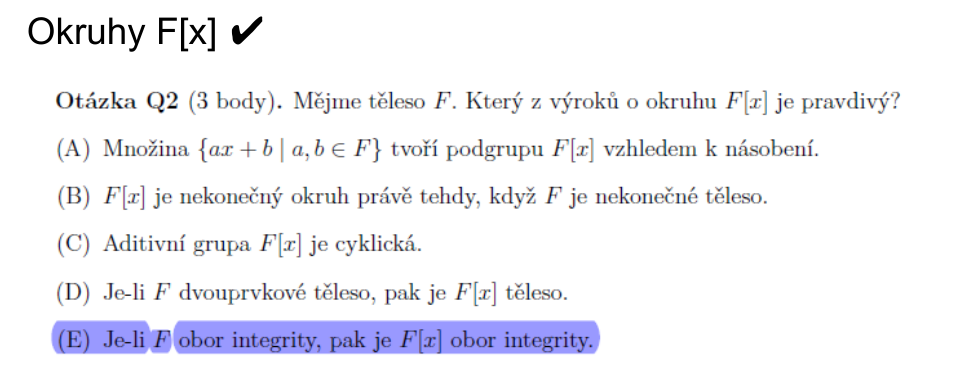 Okruhy F[x] ✔
Otázka Q2 (3 body). Mějme těleso F. Který z výroků o okruhu F[x] je pravdivý?
(A) Množina {ax + b | a, b ∈ F} tvoří podgrupu F[x] vzhledem k násobení.
(B) F[x] je nekonečný okruh právě tehdy, když F je nekonečné těleso.
(C) Aditivní grupa F[x] je cyklická.
(D) Je-li F dvouprvkové těleso, pak je F[x] těleso.
(E) Je-li F obor integrity, pak je F[x] obor integrity.